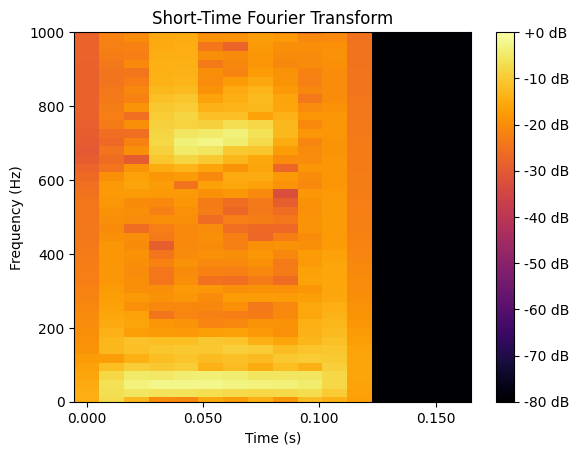 Short-Time Fourier Transform
1000
800
600
400
200
0
Frequency (Hz)
0.000
0.050
0.100
0.150
Time (s)
+0 dB
-10 dB
-20 dB
-30 dB
-40 dB
-50 dB
-60 dB
-70 dB
-80 dB